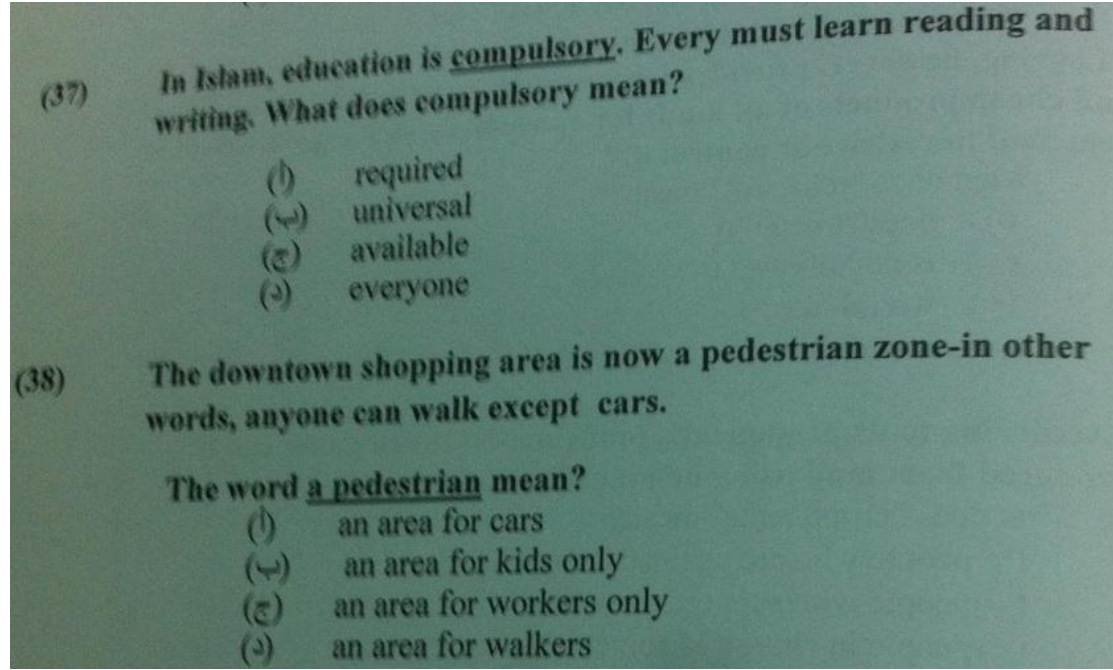 (37) In Islam, education is compulsory. Every must learn reading and
writing. What does compulsory mean?
(أ) required
(ب) universal
(ج) available
(د) everyone
(38) The downtown shopping area is now a pedestrian zone-in other
words, anyone can walk except cars.
The word a pedestrian mean?
(أ) an area for cars
(ب) an area for kids only
(ج) an area for workers only
(د) an area for walkers